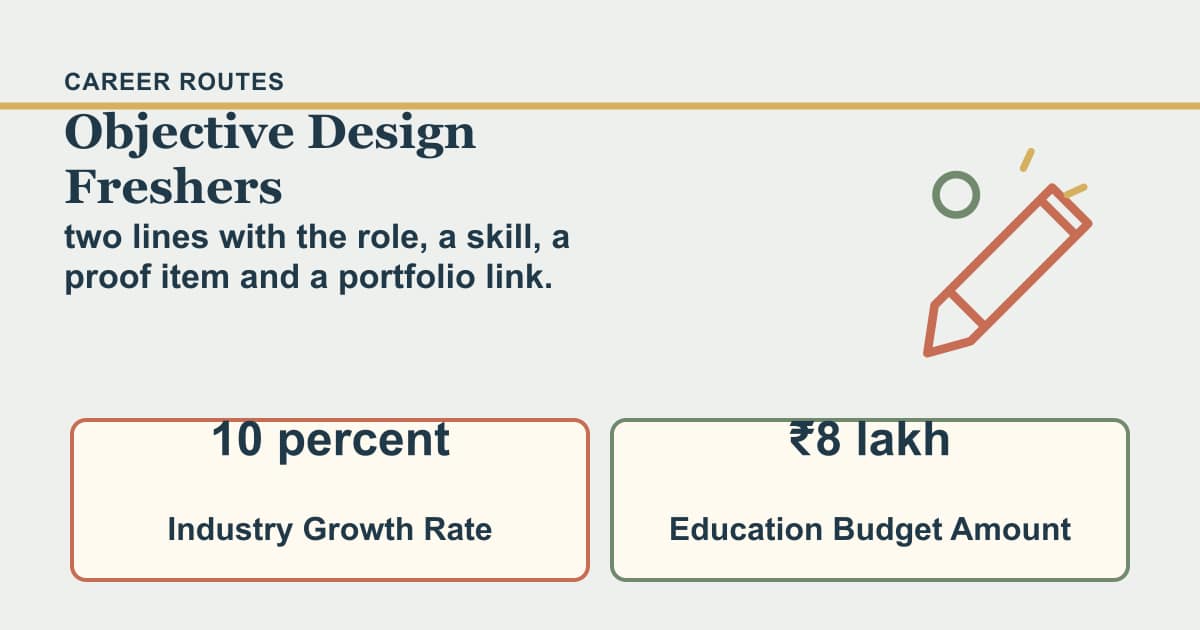 CAREER ROUTES
Objective Design
Freshers
two lines with the role, a skill, a
proof item and a portfolio link.
10 percent
Industry Growth Rate
₹8 lakh
Education Budget Amount